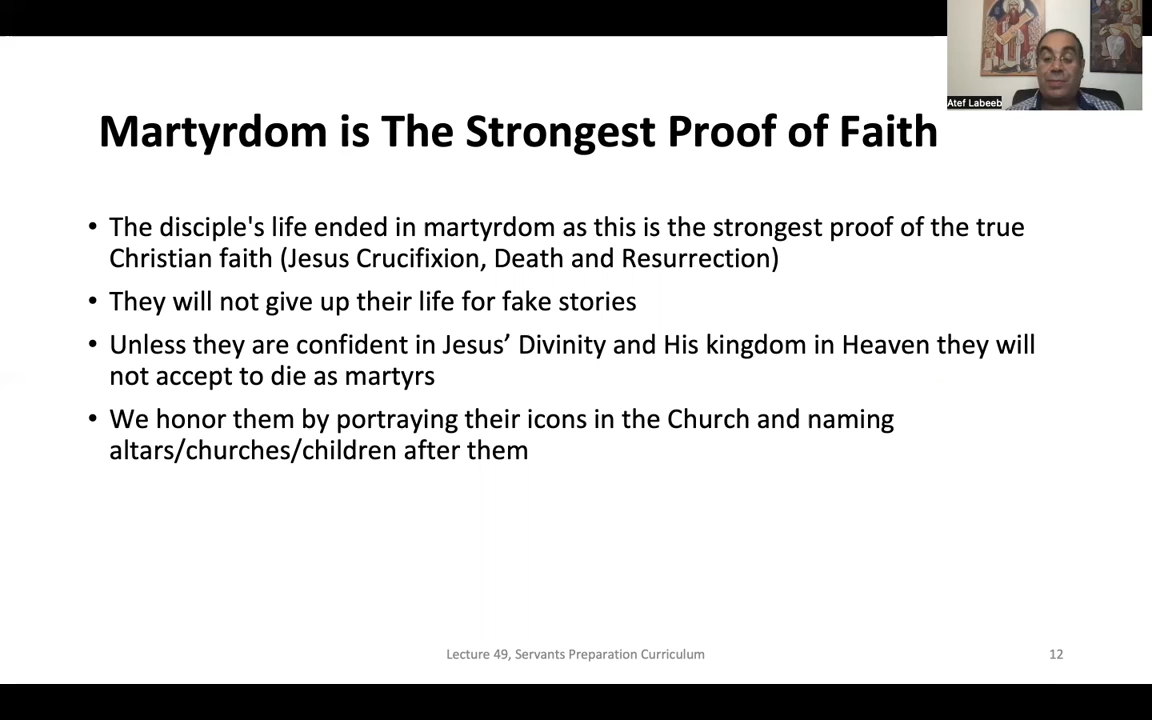 Atef Labeeb
Martyrdom is The Strongest Proof of Faith
• The disciple's life ended in martyrdom as this is the strongest proof of the true
Christian faith (Jesus Crucifixion, Death and Resurrection)
• They will not give up their life for fake stories
• Unless they are confident in Jesus’ Divinity and His kingdom in Heaven they will
not accept to die as martyrs
• We honor them by portraying their icons in the Church and naming
altars/churches/children after them
Lecture 49, Servants Preparation Curriculum
12